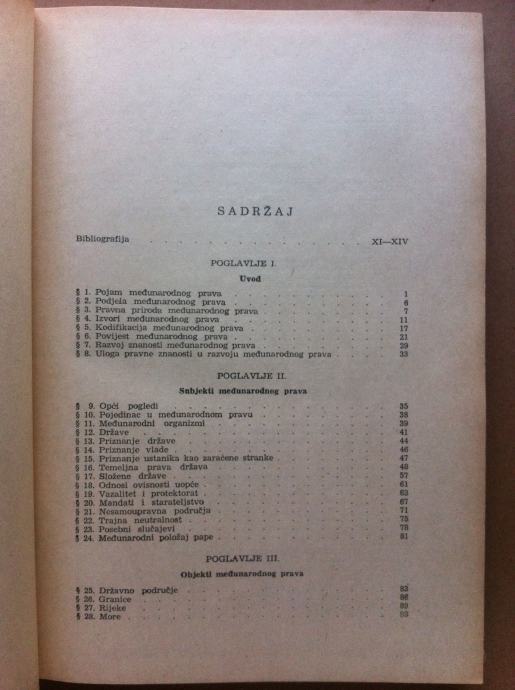 SADRŽAJ
Bibliografija . . . . . . . . . . . . . . . XI—XIV
POGLAVLJE I.
Uvod
§ 1. Pojam međunarodnog prava . . . . . . . . . . 1
§ 2. Podjela međunarodnog prava . . . . . . . . . . 6
§ 3. Pravna priroda međunarodnog prava . . . . . . . . 7
§ 4. Izvori međunarodnog prava . . . . . . . . . . 11
§ 5. Kodifikacija međunarodnog prava . . . . . . . . . 17
§ 6. Povijest međunarodnog prava . . . . . . . . . . 21
§ 7. Razvoj znanosti međunarodnog prava . . . . . . . . 29
§ 8. Uloga pravne znanosti u razvoju međunarodnog prava . . . . . 33
POGLAVLJE II.
Subjekti međunarodnog prava
§ 9. Opći pogledi . . . . . . . . . . . . . 35
§ 10. Pojedinac u međunarodnom pravu . . . . . . . . . 38
§ 11. Međunarodni organizmi . . . . . . . . . . . 39
§ 12. Države . . . . . . . . . . . . . . . 41
§ 13. Priznanje države . . . . . . . . . . . . 44
§ 14. Priznanje vlade . . . . . . . . . . . . . 46
§ 15. Priznanje ustanika kao zaraćene stranke . . . . . . . . 47
§ 16. Temeljna prava država . . . . . . . . . . . 48
§ 17. Složene države . . . . . . . . . . . . . 57
§ 18. Odnosi ovisnosti uopće . . . . . . . . . . . 61
§ 19. Vazalitet i protektorat . . . . . . . . . . . 63
§ 20. Mandati i starateljstvo . . . . . . . . . . . 67
§ 21. Nesamoupravna područja . . . . . . . . . . . 71
§ 22. Trajna neutralnost . . . . . . . . . . . . 75
§ 23. Posebni slučajevi . . . . . . . . . . . . 78
§ 24. Međunarodni položaj pape . . . . . . . . . . 81
POGLAVLJE III.
Objekti međunarodnog prava
§ 25. Državno područje . . . . . . . . . . . . 83
§ 26. Granice . . . . . . . . . . . . . . . 86
§ 27. Rijeke . . . . . . . . . . . . . . . 89
§ 28. More . . . . . . . . . . . . . . . 93